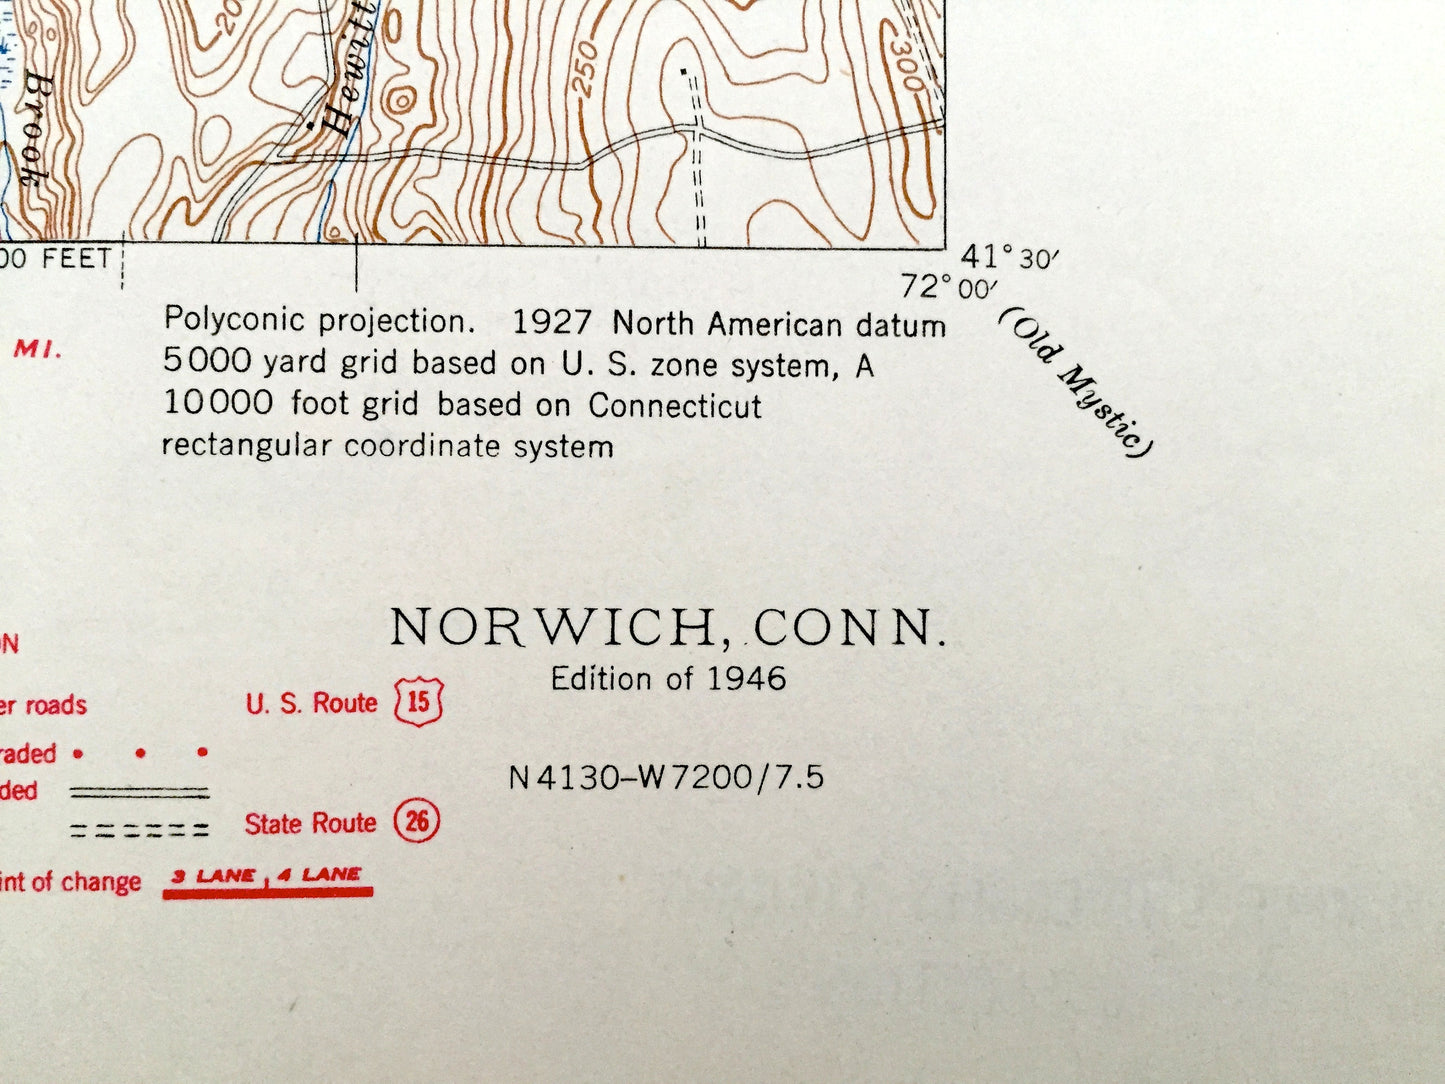 200
Hewitt
Brook
250
300
00 FEET
41° 30′
72° 00′
MI.
Polyconic projection. 1927 North American datum
5000 yard grid based on U. S. zone system, A
10000 foot grid based on Connecticut
rectangular coordinate system
(Old Mystic)
NORWICH, CONN.
Edition of 1946
N4130–W7200/7.5
ON
er roads
U. S. Route 15
raded
ded
State Route 26
int of change
3 LANE 4 LANE